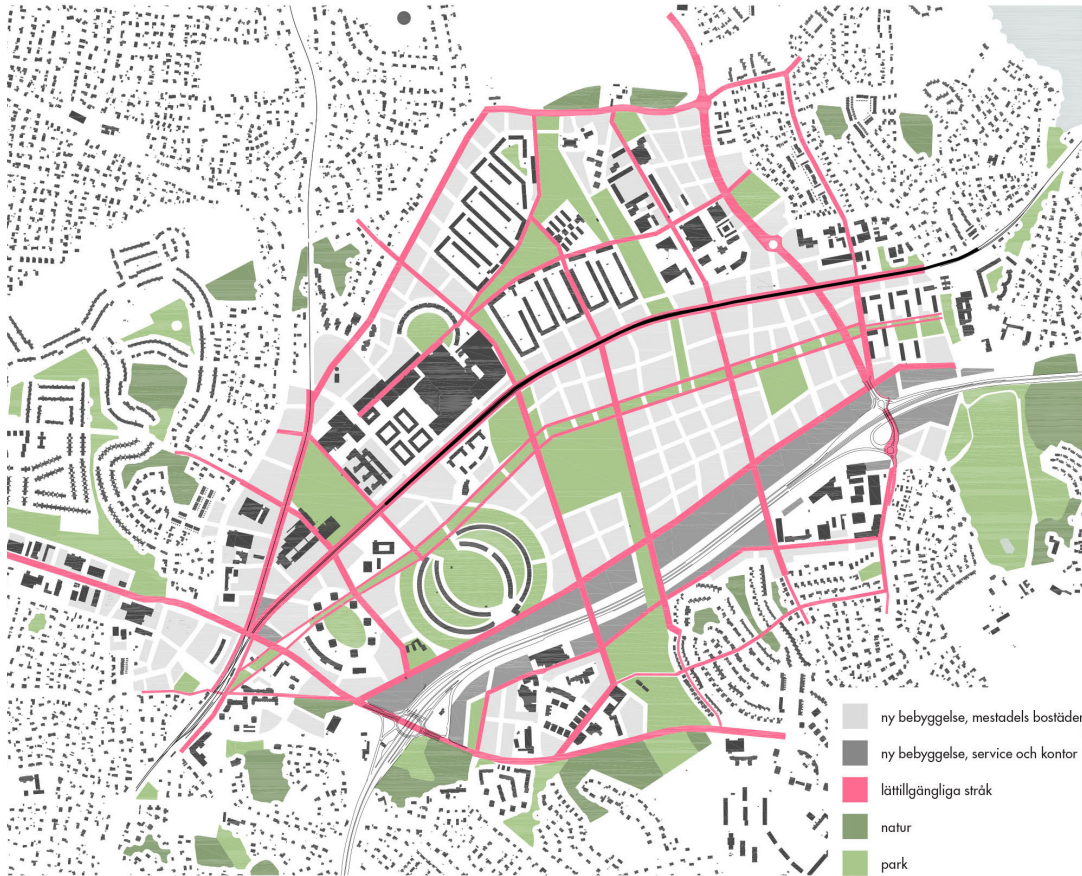 ny bebyggelse, mestadels bostäder
ny bebyggelse, service och kontor
lättillgängliga stråk
natur
park